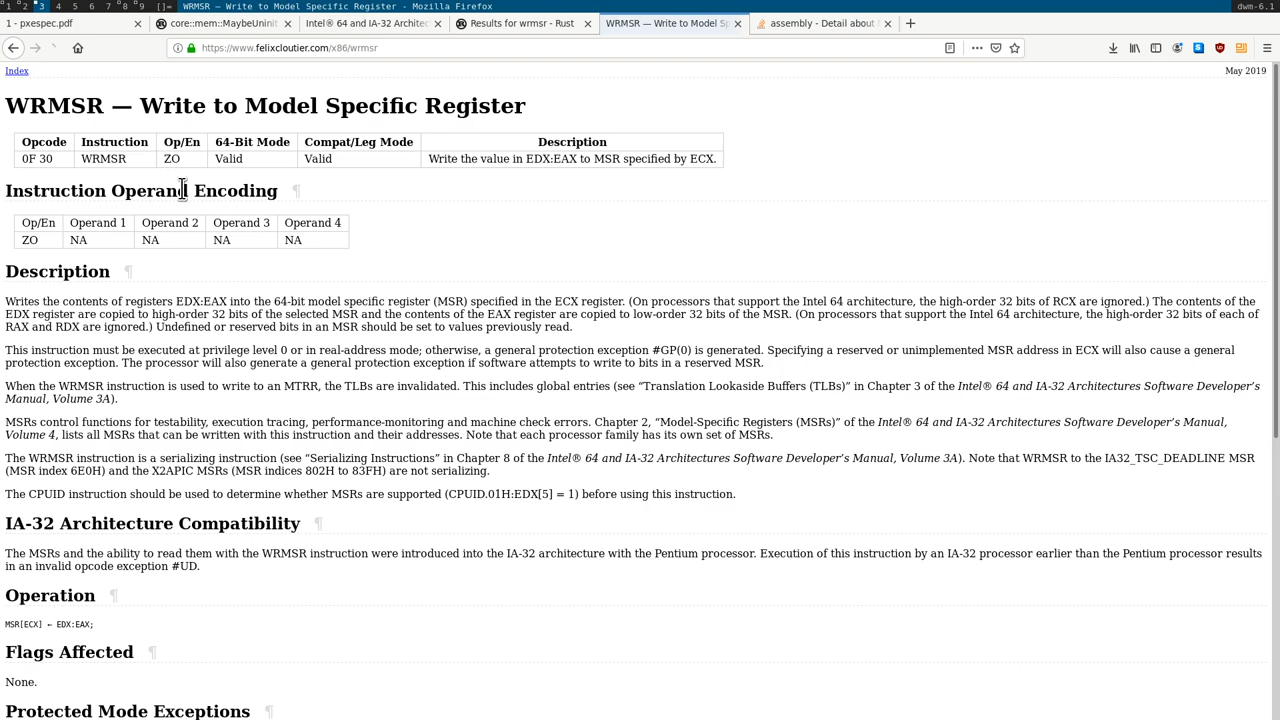 1 2 3 4 5 6 7 8 9 []= WRMSR — Write to Model Specific Register - Mozilla Firefox dwm-6.1
1 - pxespec.pdf core::mem::MaybeUninit Intel® 64 and IA-32 Architec Results for wrmsr - Rust WRMSR — Write to Model Sp assembly - Detail about
https://www.felixcloutier.com/x86/wrmsr
Index May 2019
WRMSR — Write to Model Specific Register
Opcode Instruction Op/En 64-Bit Mode Compat/Leg Mode Description
0F 30 WRMSR ZO Valid Valid Write the value in EDX:EAX to MSR specified by ECX.
Instruction Operand Encoding ¶
Op/En Operand 1 Operand 2 Operand 3 Operand 4
ZO NA NA NA NA
Description ¶
Writes the contents of registers EDX:EAX into the 64-bit model specific register (MSR) specified in the ECX register. (On processors that support the Intel 64 architecture, the high-order 32 bits of RCX are ignored.) The contents of the
EDX register are copied to high-order 32 bits of the selected MSR and the contents of the EAX register are copied to low-order 32 bits of the MSR. (On processors that support the Intel 64 architecture, the high-order 32 bits of each of
RAX and RDX are ignored.) Undefined or reserved bits in an MSR should be set to values previously read.
This instruction must be executed at privilege level 0 or in real-address mode; otherwise, a general protection exception #GP(0) is generated. Specifying a reserved or unimplemented MSR address in ECX will also cause a general
protection exception. The processor will also generate a general protection exception if software attempts to write to bits in a reserved MSR.
When the WRMSR instruction is used to write to an MTRR, the TLBs are invalidated. This includes global entries (see “Translation Lookaside Buffers (TLBs)” in Chapter 3 of the Intel® 64 and IA-32 Architectures Software Developer’s
Manual, Volume 3A).
MSRs control functions for testability, execution tracing, performance-monitoring and machine check errors. Chapter 2, “Model-Specific Registers (MSRs)” of the Intel® 64 and IA-32 Architectures Software Developer’s Manual,
Volume 4, lists all MSRs that can be written with this instruction and their addresses. Note that each processor family has its own set of MSRs.
The WRMSR instruction is a serializing instruction (see “Serializing Instructions” in Chapter 8 of the Intel® 64 and IA-32 Architectures Software Developer’s Manual, Volume 3A). Note that WRMSR to the IA32_TSC_DEADLINE MSR
(MSR index 6E0H) and the X2APIC MSRs (MSR indices 802H to 83FH) are not serializing.
The CPUID instruction should be used to determine whether MSRs are supported (CPUID.01H:EDX[5] = 1) before using this instruction.
IA-32 Architecture Compatibility ¶
The MSRs and the ability to read them with the WRMSR instruction were introduced into the IA-32 architecture with the Pentium processor. Execution of this instruction by an IA-32 processor earlier than the Pentium processor results
in an invalid opcode exception #UD.
Operation ¶
MSR[ECX] ← EDX:EAX;
Flags Affected ¶
None.
Protected Mode Exceptions ¶